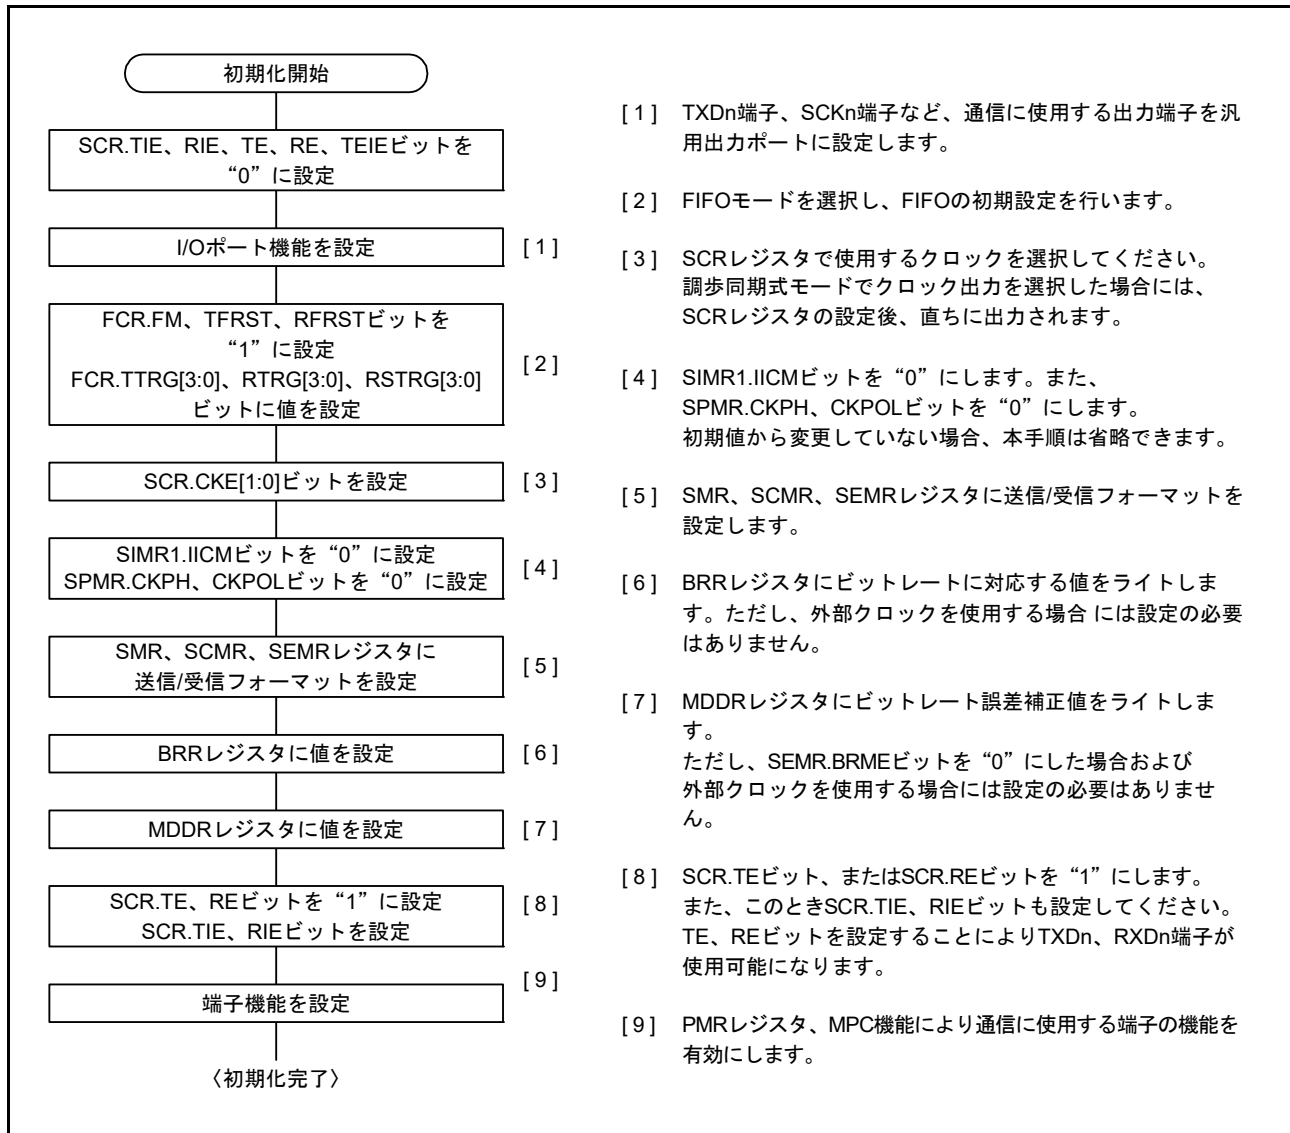 初期化開始
SCR.TIE、RIE、TE、RE、TEIEビットを
“0”に設定
I/Oポート機能を設定
[1]
FCR.FM、TFRST、RFRSTビットを
“1”に設定
FCR.TTRG[3:0]、RTRG[3:0]、RSTRG[3:0]
ビットに値を設定
[2]
SCR.CKE[1:0]ビットを設定
[3]
SIMR1.IICMビットを“0”に設定
SPMR.CKPH、CKPOLビットを“0”に設定
[4]
SMR、SCMR、SEMRレジスタに
送信/受信フォーマットを設定
[5]
BRRレジスタに値を設定
[6]
MDDRレジスタに値を設定
[7]
SCR.TE、REビットを“1”に設定
SCR.TIE、RIEビットを設定
[8]
端子機能を設定
[9]
〈初期化完了〉
[1] TXDn端子、SCKn端子など、通信に使用する出力端子を汎
用出力ポートに設定します。
[2] FIFOモードを選択し、FIFOの初期設定を行います。
[3] SCRレジスタで使用するクロックを選択してください。
調歩同期式モードでクロック出力を選択した場合には、
SCRレジスタの設定後、直ちに出力されます。
[4] SIMR1.IICMビットを“0”にします。また、
SPMR.CKPH、CKPOLビットを“0”にします。
初期値から変更していない場合、本手順は省略できます。
[5] SMR、SCMR、SEMRレジスタに送信/受信フォーマットを
設定します。
[6] BRRレジスタにビットレートに対応する値をライトしま
す。ただし、外部クロックを使用する場合 には設定の必要
はありません。
[7] MDDRレジスタにビットレート誤差補正値をライトしま
す。
ただし、SEMR.BRMEビットを“0”にした場合および
外部クロックを使用する場合には設定の必要はありませ
ん。
[8] SCR.TEビット、またはSCR.REビットを“1”にします。
また、このときSCR.TIE、RIEビットも設定してください。
TE、REビットを設定することによりTXDn、RXDn端子が
使用可能になります。
[9] PMRレジスタ、MPC機能により通信に使用する端子の機能を
有効にします。